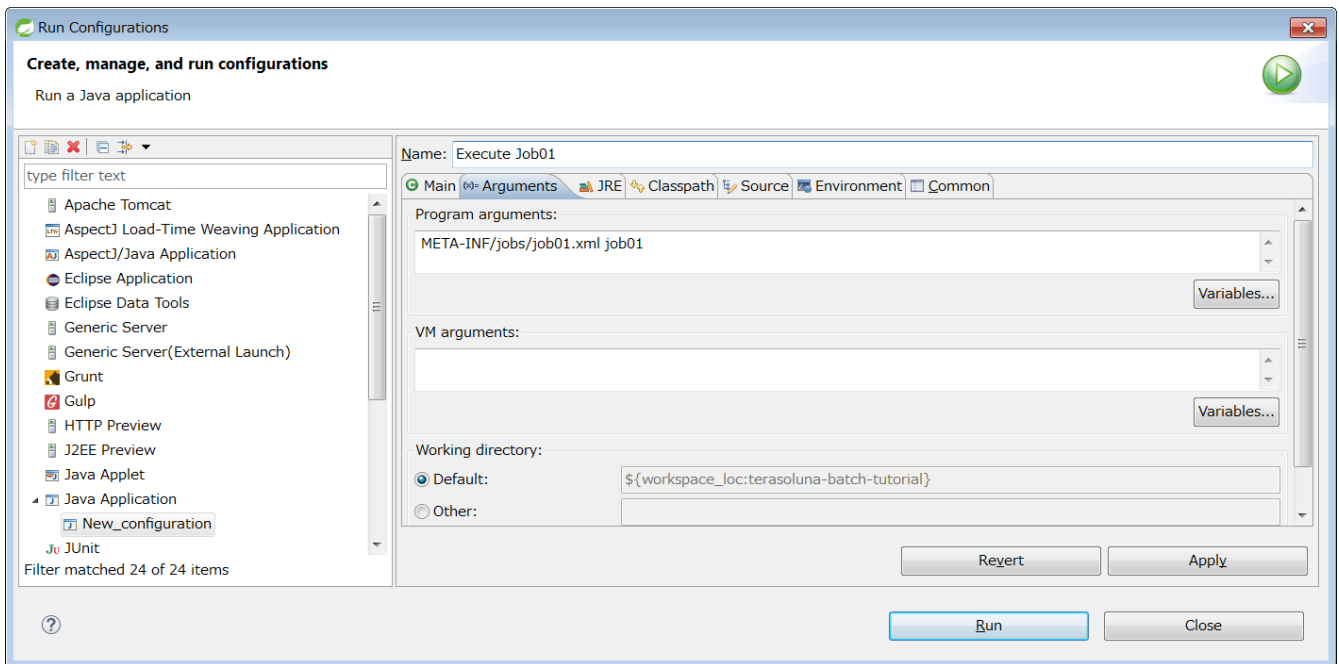 Run Configurations
Create, manage, and run configurations
Run a Java application
type filter text
Apache Tomcat
AspectJ Load-Time Weaving Application
AspectJ/Java Application
Eclipse Application
Eclipse Data Tools
Generic Server
Generic Server(External Launch)
Grunt
Gulp
HTTP Preview
J2EE Preview
Java Applet
Java Application
New_configuration
JUnit
Filter matched 24 of 24 items
Name: Execute Job01
Main Arguments JRE Classpath Source Environment Common
Program arguments:
META-INF/jobs/job01.xml job01
Variables...
VM arguments:
Variables...
Working directory:
Default: ${workspace_loc:terasoluna-batch-tutorial}
Other:
Revert Apply
Run Close